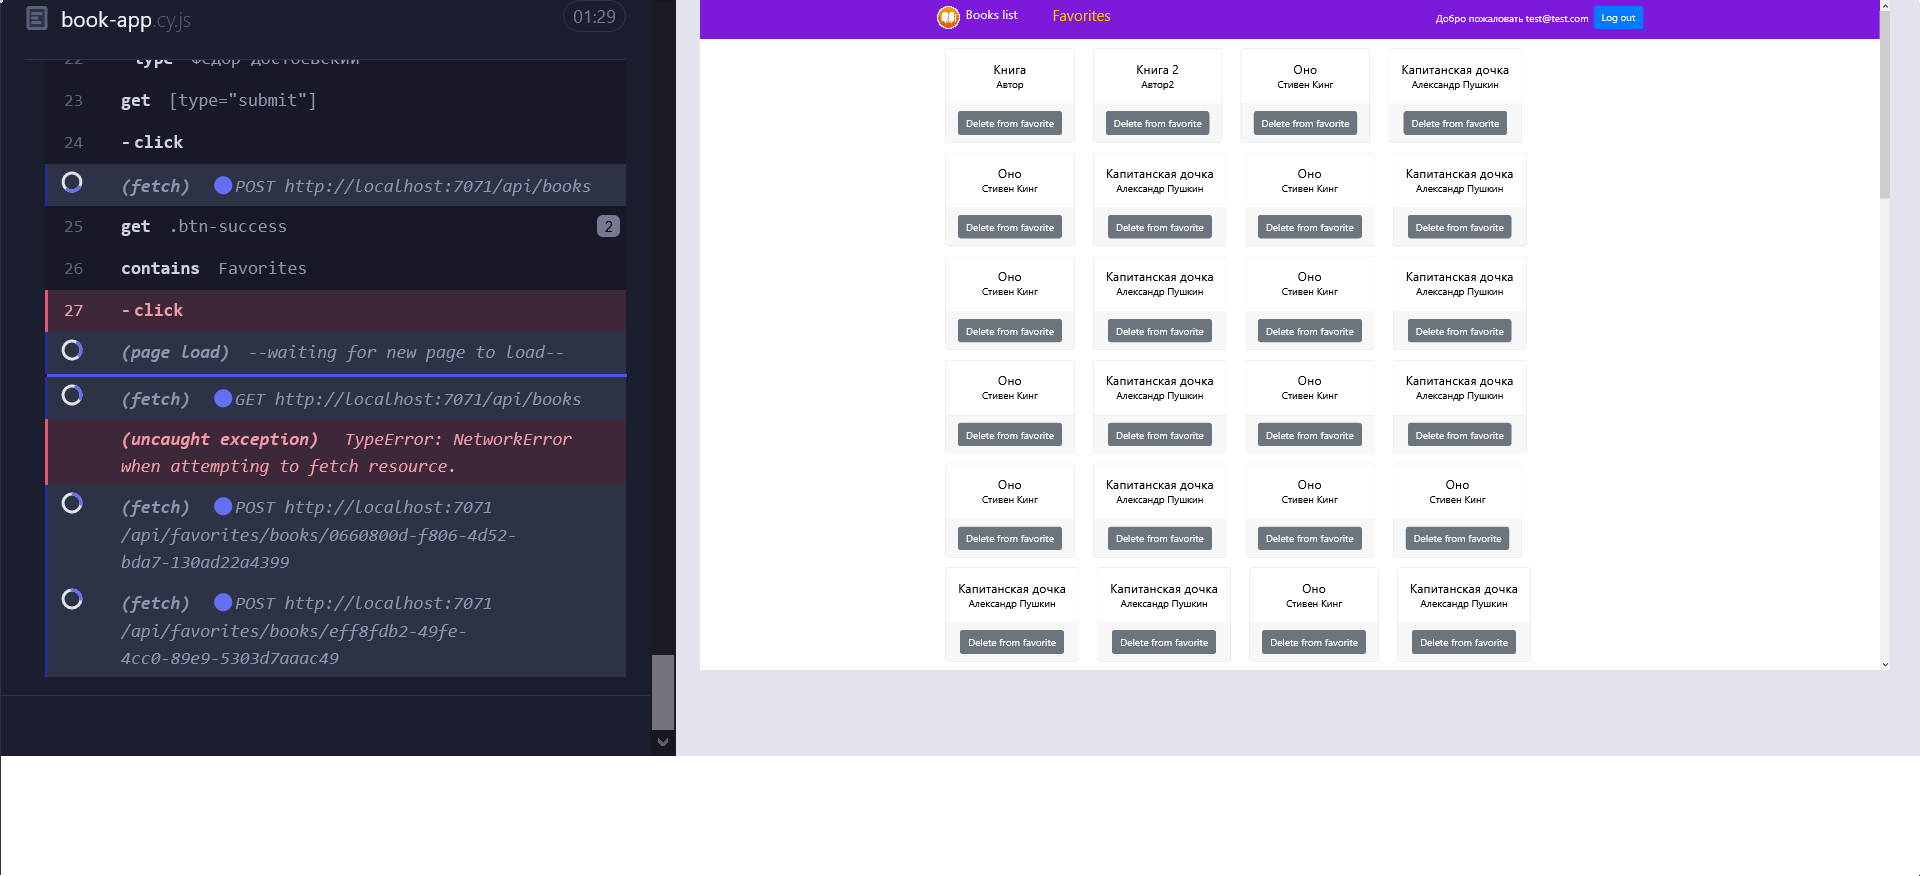 book-app.cy.js
01:29
22 type Фёдор Достоевский
23 get [type="submit"]
24 -click
(fetch) POST http://localhost:7071/api/books
25 get .btn-success 2
26 contains Favorites
27 -click
(page load) --waiting for new page to load--
(fetch) GET http://localhost:7071/api/books
(uncaught exception) TypeError: NetworkError
when attempting to fetch resource.
(fetch) POST http://localhost:7071
/api/favorites/books/0660800d-f806-4d52-
bda7-130ad22a4399
(fetch) POST http://localhost:7071
/api/favorites/books/eff8fdb2-49fe-
4cc0-89e9-5303d7aaac49
Books list Favorites Добро пожаловать test@test.com Log out
Книга Книга 2 Оно Капитанская дочка
Автор Автор2 Стивен Кинг Александр Пушкин
Delete from favorite Delete from favorite Delete from favorite Delete from favorite
Оно Капитанская дочка Оно Капитанская дочка
Стивен Кинг Александр Пушкин Стивен Кинг Александр Пушкин
Delete from favorite Delete from favorite Delete from favorite Delete from favorite
Оно Капитанская дочка Оно Капитанская дочка
Стивен Кинг Александр Пушкин Стивен Кинг Александр Пушкин
Delete from favorite Delete from favorite Delete from favorite Delete from favorite
Оно Капитанская дочка Оно Капитанская дочка
Стивен Кинг Александр Пушкин Стивен Кинг Александр Пушкин
Delete from favorite Delete from favorite Delete from favorite Delete from favorite
Оно Капитанская дочка Оно Оно
Стивен Кинг Александр Пушкин Стивен Кинг Стивен Кинг
Delete from favorite Delete from favorite Delete from favorite Delete from favorite
Капитанская дочка Капитанская дочка Оно Капитанская дочка
Александр Пушкин Александр Пушкин Стивен Кинг Александр Пушкин
Delete from favorite Delete from favorite Delete from favorite Delete from favorite